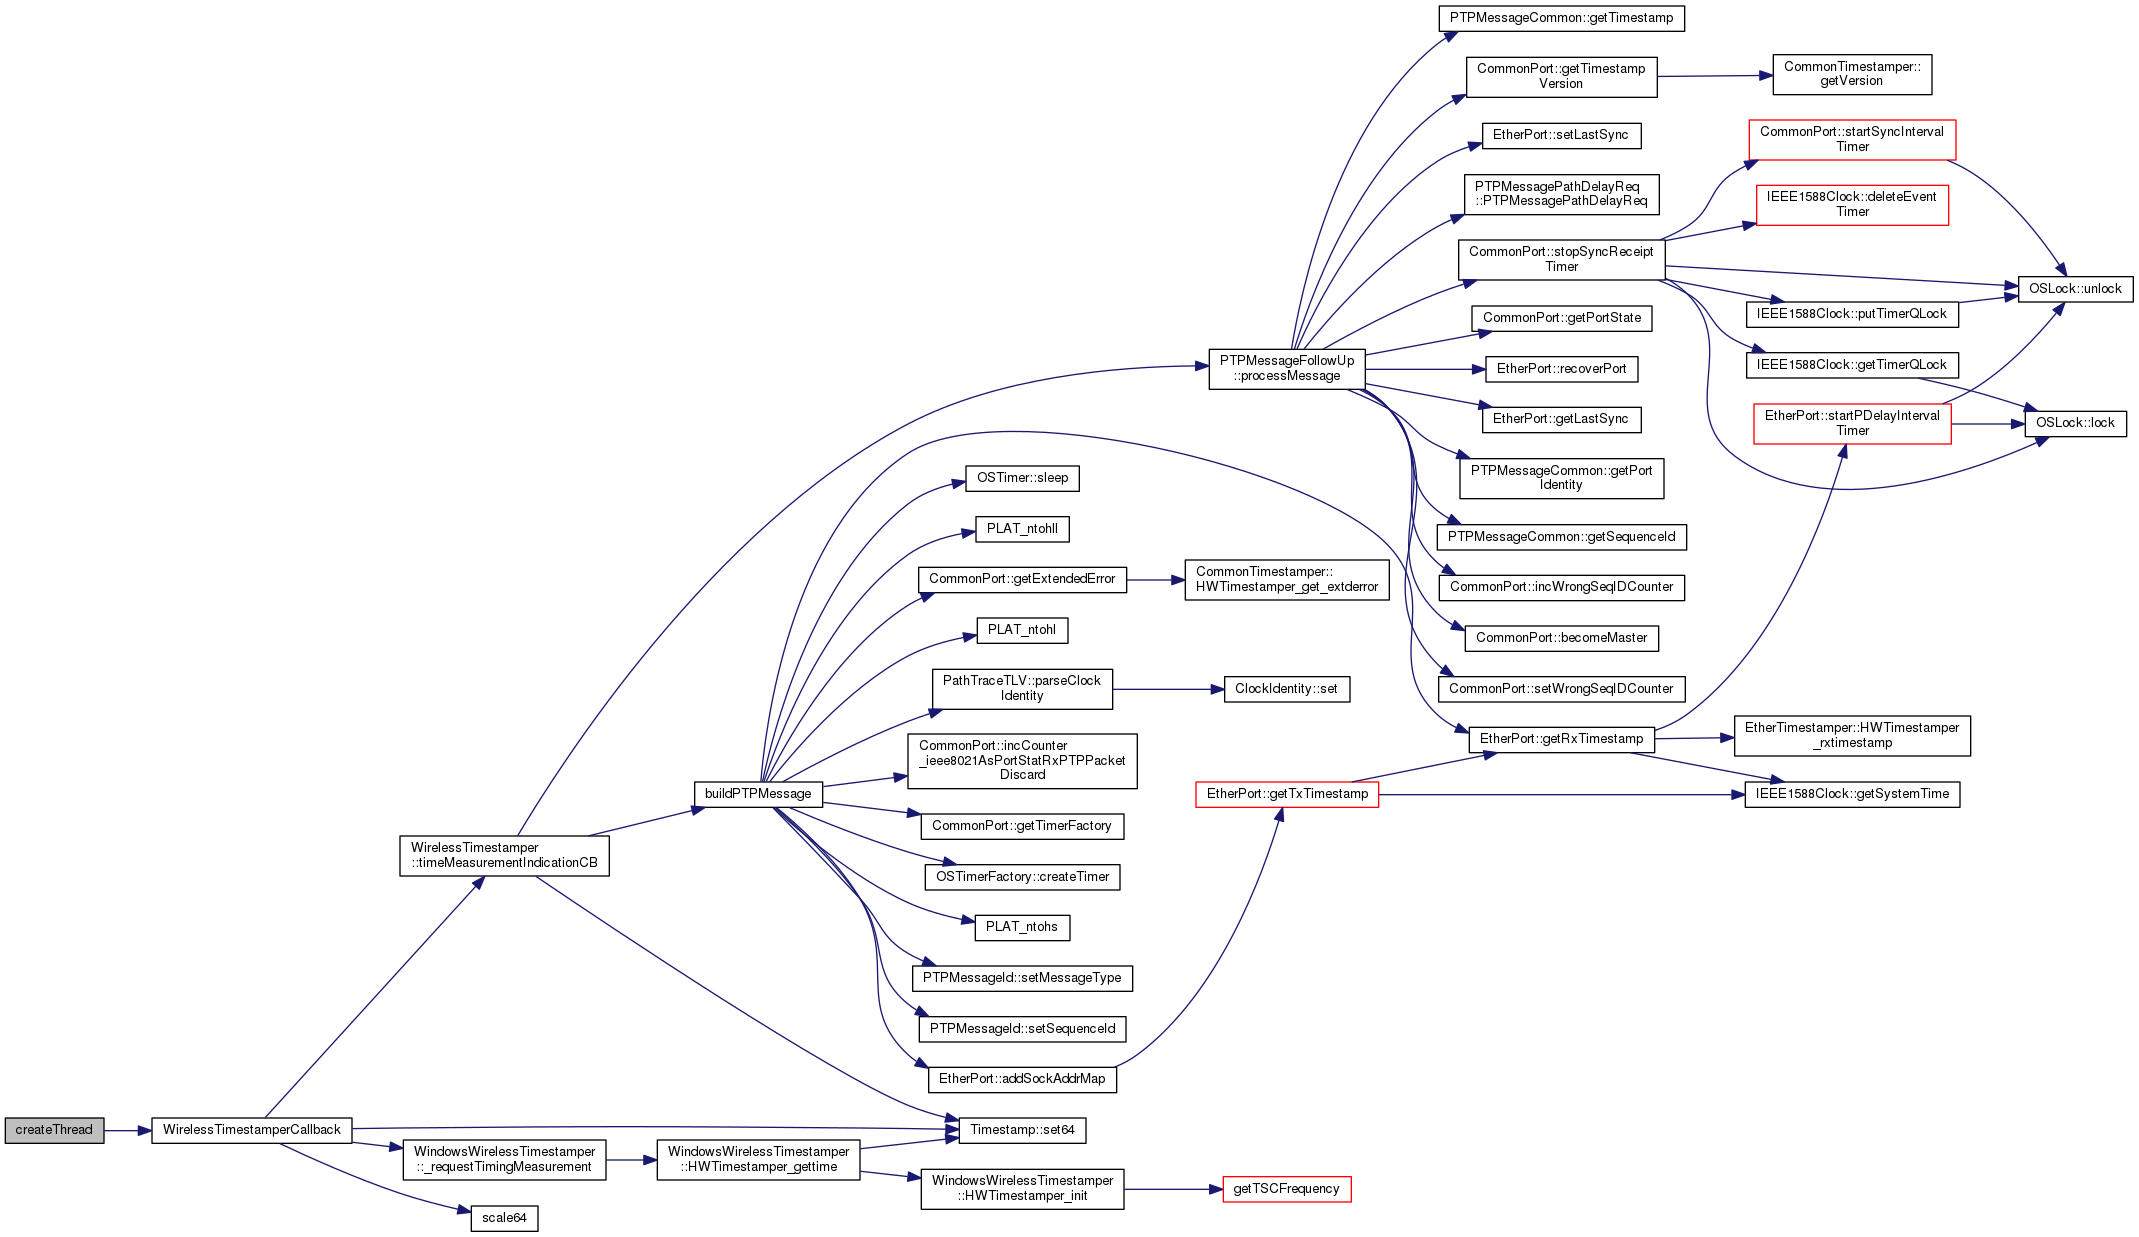 createThread
WirelessTimestamperCallback
WirelessTimestamper
::timeMeasurementIndicationCB
WindowsWirelessTimestamper
::_requestTimingMeasurement
scale64
buildPTPMessage
WindowsWirelessTimestamper
::HWTimestamper_gettime
OSTimer::sleep
PLAT_ntohll
CommonPort::getExtendedError
PLAT_ntohl
PathTraceTLV::parseClock
Identity
CommonPort::incCounter
_ieee8021AsPortStatRxPTPPacket
Discard
CommonPort::getTimerFactory
OSTimerFactory::createTimer
PLAT_ntohs
PTPMessageId::setMessageType
PTPMessageId::setSequenceId
EtherPort::addSockAddrMap
Timestamp::set64
WindowsWirelessTimestamper
::HWTimestamper_init
PTPMessageFollowUp
::processMessage
CommonTimestamper::
HWTimestamper_get_extderror
ClockIdentity::set
EtherPort::getTxTimestamp
getTSCFrequency
PTPMessageCommon::getTimestamp
CommonPort::getTimestamp
Version
EtherPort::setLastSync
PTPMessagePathDelayReq
::PTPMessagePathDelayReq
CommonPort::stopSyncReceipt
Timer
CommonPort::getPortState
EtherPort::recoverPort
EtherPort::getLastSync
PTPMessageCommon::getPort
Identity
PTPMessageCommon::getSequenceId
CommonPort::incWrongSeqIDCounter
CommonPort::becomeMaster
CommonPort::setWrongSeqIDCounter
EtherPort::getRxTimestamp
CommonTimestamper::
getVersion
CommonPort::startSyncInterval
Timer
IEEE1588Clock::deleteEvent
Timer
IEEE1588Clock::putTimerQLock
IEEE1588Clock::getTimerQLock
EtherPort::startPDelayInterval
Timer
EtherTimestamper::HWTimestamper
_rxtimestamp
IEEE1588Clock::getSystemTime
OSLock::unlock
OSLock::lock